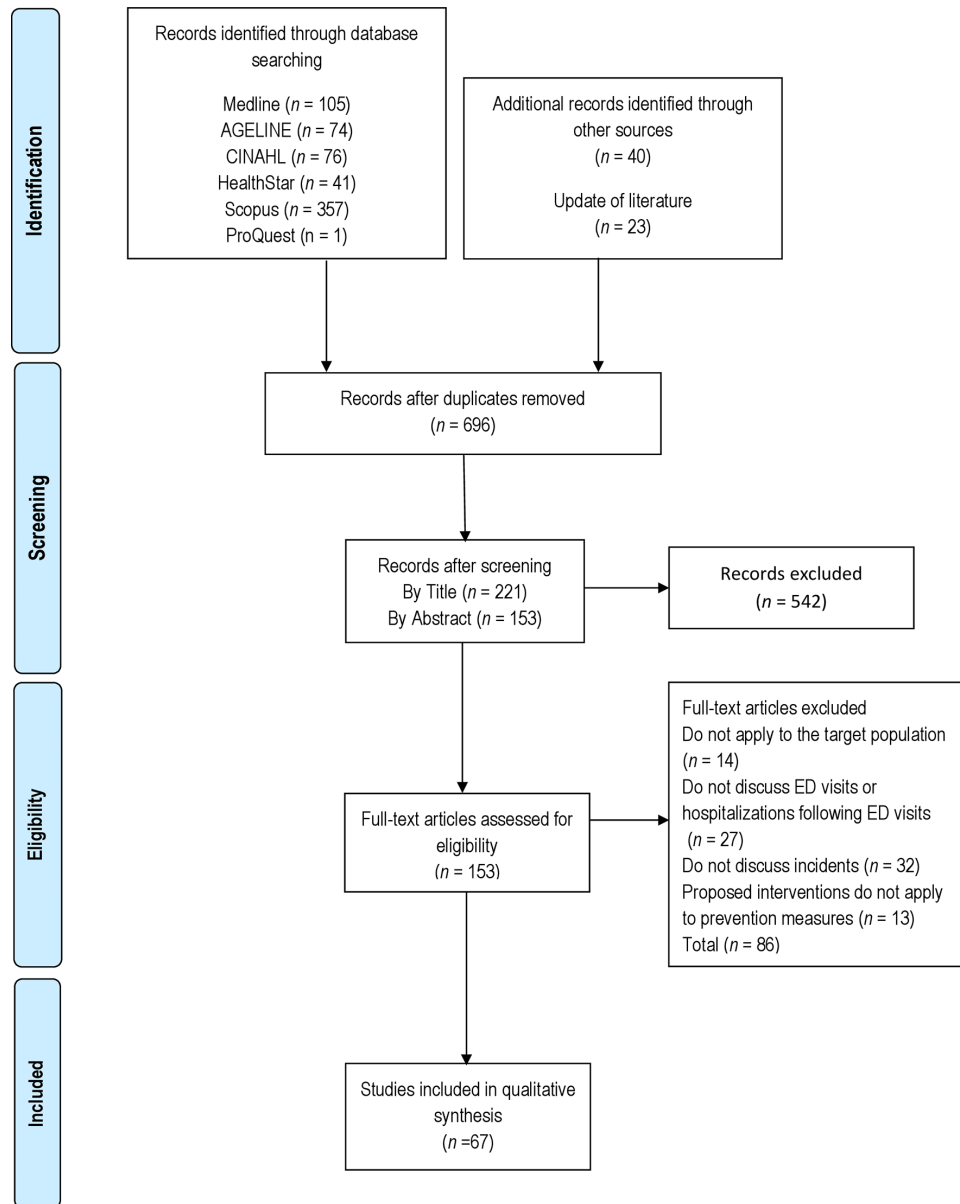 Identification
Records identified through database
searching
Medline (n = 105)
AGELINE (n = 74)
CINAHL (n = 76)
HealthStar (n = 41)
Scopus (n = 357)
ProQuest (n = 1)
Additional records identified through
other sources
(n = 40)
Update of literature
(n = 23)
Screening
Records after duplicates removed
(n = 696)
Records after screening
By Title (n = 221)
By Abstract (n = 153)
Records excluded
(n = 542)
Eligibility
Full-text articles assessed for
eligibility
(n = 153)
Full-text articles excluded
Do not apply to the target population
(n = 14)
Do not discuss ED visits or
hospitalizations following ED visits
(n = 27)
Do not discuss incidents (n = 32)
Proposed interventions do not apply
to prevention measures (n = 13)
Total (n = 86)
Included
Studies included in qualitative
synthesis
(n =67)